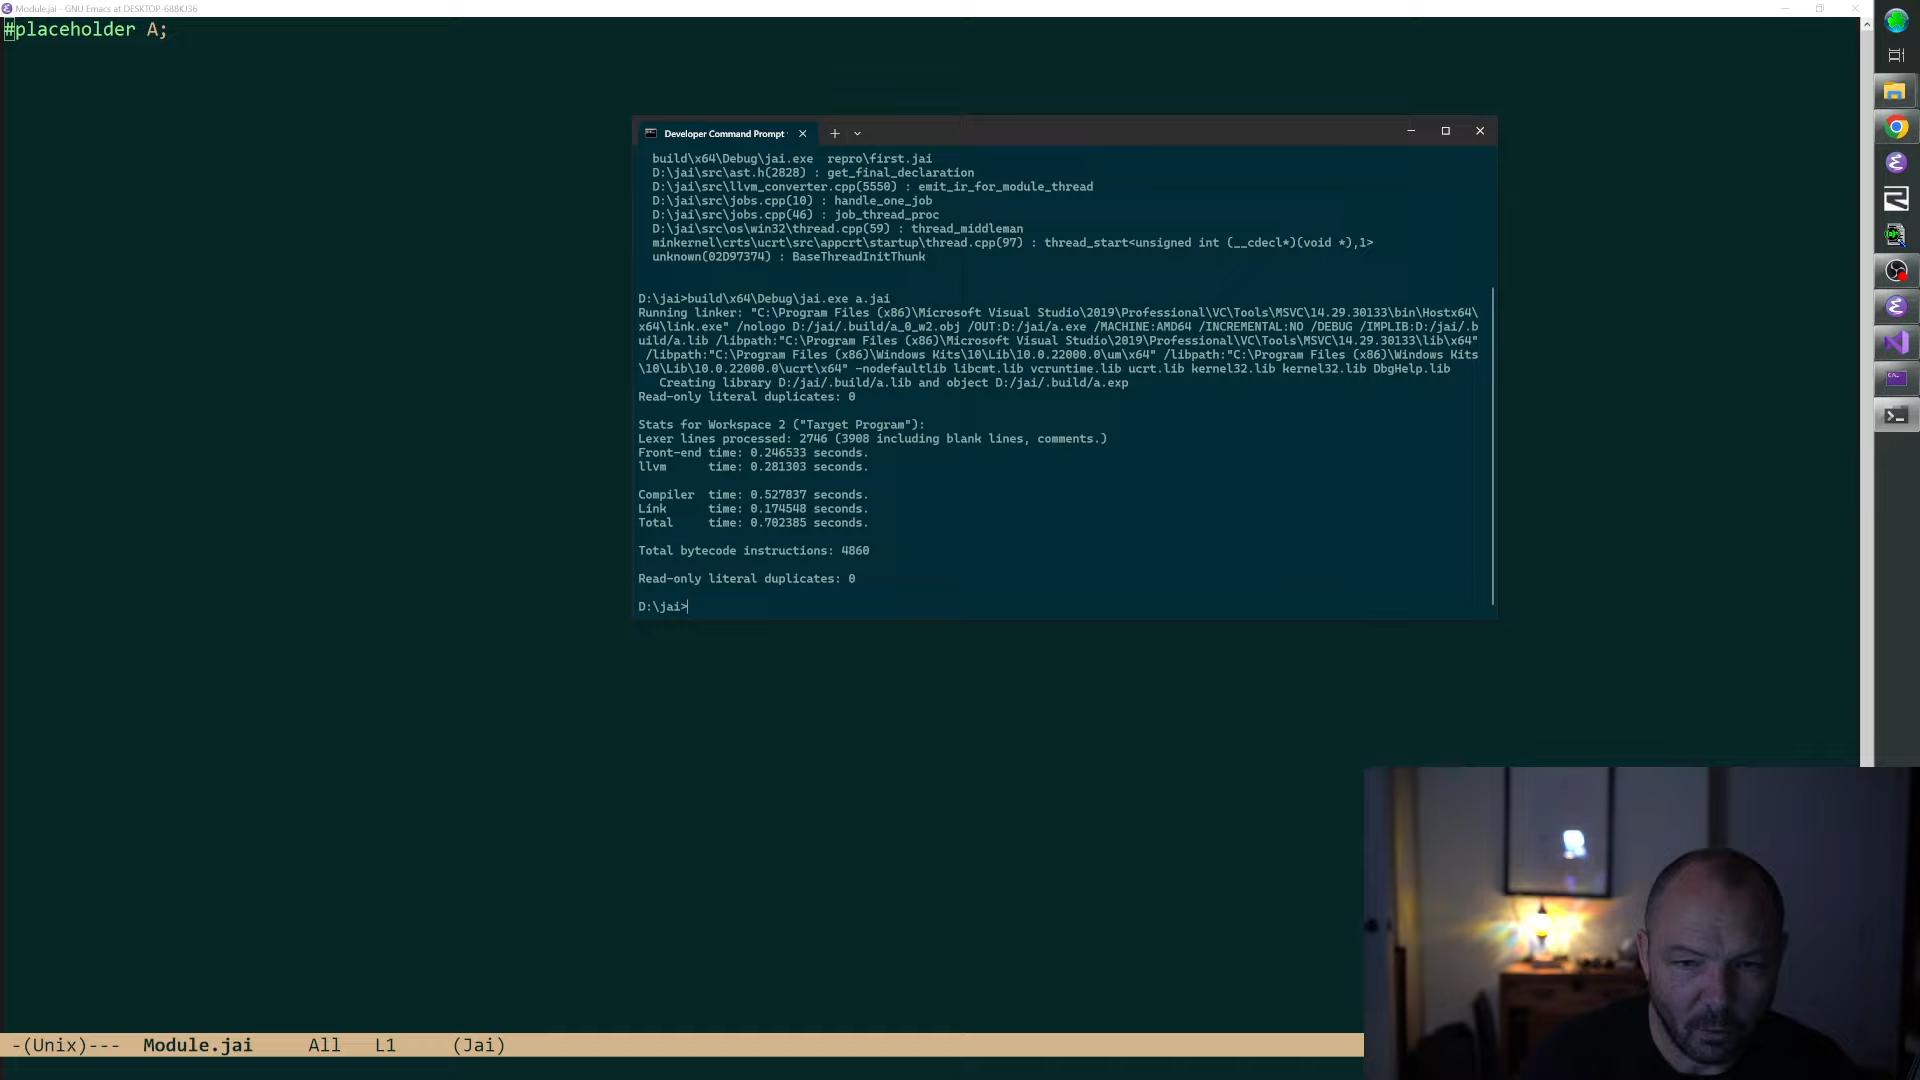 Module.jai - GNU Emacs at DESKTOP-688KJ36
#placeholder A;
Developer Command Prompt
build\x64\Debug\jai.exe  repro\first.jai
D:\jai\src\ast.h(2828) : get_final_declaration
D:\jai\src\llvm_converter.cpp(5550) : emit_ir_for_module_thread
D:\jai\src\jobs.cpp(10) : handle_one_job
D:\jai\src\jobs.cpp(46) : job_thread_proc
D:\jai\src\os\win32\thread.cpp(59) : thread_middleman
minkernel\crts\ucrt\src\appcrt\startup\thread.cpp(97) : thread_start<unsigned int (__cdecl*)(void *),1>
unknown(02D97374) : BaseThreadInitThunk
D:\jai>build\x64\Debug\jai.exe a.jai
Running linker: "C:\Program Files (x86)\Microsoft Visual Studio\2019\Professional\VC\Tools\MSVC\14.29.30133\bin\Hostx64\
x64\link.exe" /nologo D:/jai/.build/a_0_w2.obj /OUT:D:/jai/a.exe /MACHINE:AMD64 /INCREMENTAL:NO /DEBUG /IMPLIB:D:/jai/.b
uild/a.lib /libpath:"C:\Program Files (x86)\Microsoft Visual Studio\2019\Professional\VC\Tools\MSVC\14.29.30133\lib\x64"
/libpath:"C:\Program Files (x86)\Windows Kits\10\Lib\10.0.22000.0\um\x64" /libpath:"C:\Program Files (x86)\Windows Kits
\10\Lib\10.0.22000.0\ucrt\x64" -nodefaultlib libcmt.lib vcruntime.lib ucrt.lib kernel32.lib kernel32.lib DbgHelp.lib
Creating library D:/jai/.build/a.lib and object D:/jai/.build/a.exp
Read-only literal duplicates: 0
Stats for Workspace 2 ("Target Program"):
Lexer lines processed: 2746 (3908 including blank lines, comments.)
Front-end time: 0.246533 seconds.
llvm      time: 0.281303 seconds.
Compiler  time: 0.527837 seconds.
Link      time: 0.174548 seconds.
Total     time: 0.702385 seconds.
Total bytecode instructions: 4860
Read-only literal duplicates: 0
D:\jai>
-(Unix)---  Module.jai     All   L1     (Jai)